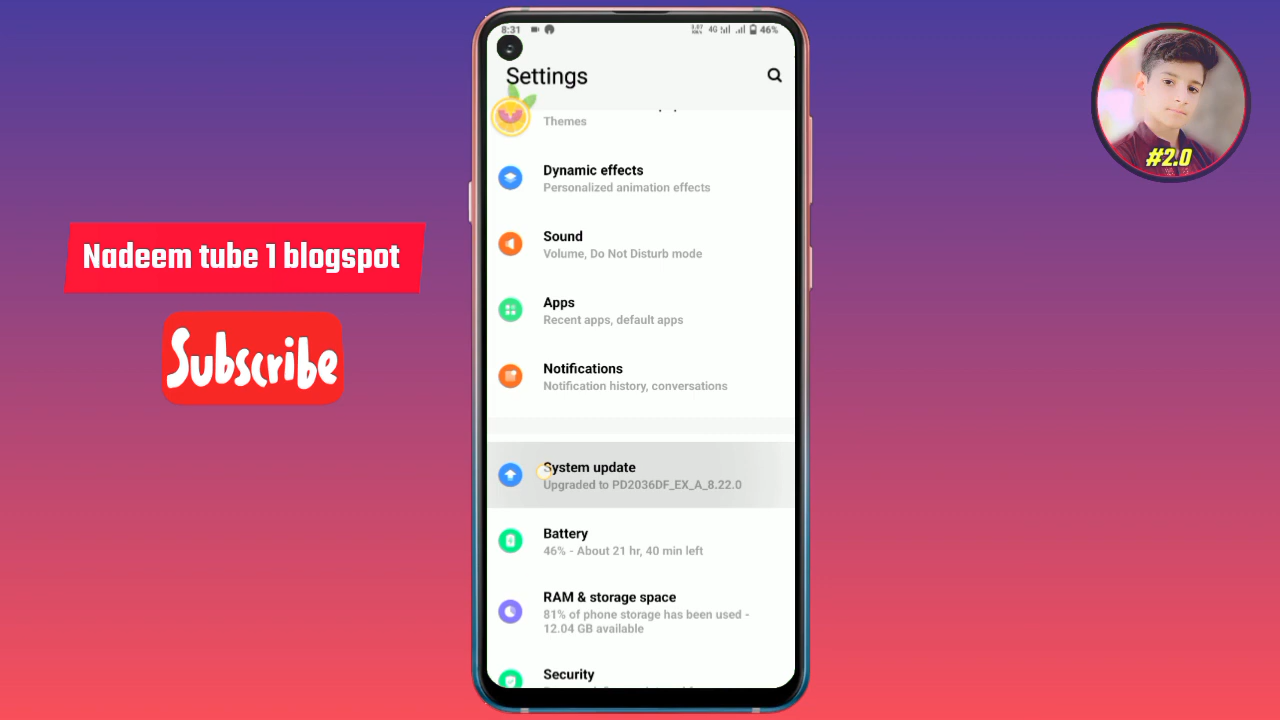 8:31
4G
46%
Settings
Themes
Dynamic effects
Personalized animation effects
Sound
Volume, Do Not Disturb mode
Apps
Recent apps, default apps
Notifications
Notification history, conversations
System update
Upgraded to PD2036DF_EX_A_8.22.0
Battery
46% - About 21 hr, 40 min left
RAM & storage space
81% of phone storage has been used -
12.04 GB available
Security
Nadeem tube 1 blogspot
Subscribe
#2.0